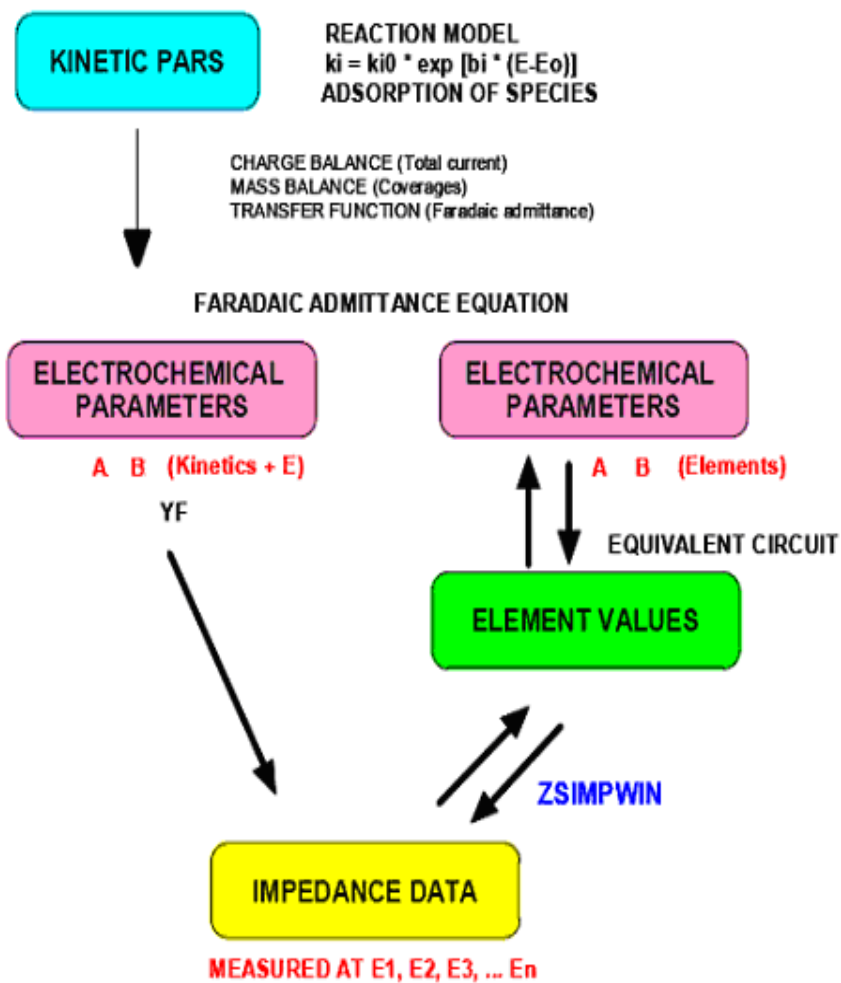 KINETIC PARS
REACTION MODEL
ki = ki0 * exp [bi * (E-Eo)]
ADSORPTION OF SPECIES
CHARGE BALANCE (Total current)
MASS BALANCE (Coverages)
TRANSFER FUNCTION (Faradaic admittance)
FARADAIC ADMITTANCE EQUATION
ELECTROCHEMICAL
PARAMETERS
A B (Kinetics + E)
YF
ELECTROCHEMICAL
PARAMETERS
A B (Elements)
EQUIVALENT CIRCUIT
ELEMENT VALUES
ZSIMPWIN
IMPEDANCE DATA
MEASURED AT E1, E2, E3, ... En